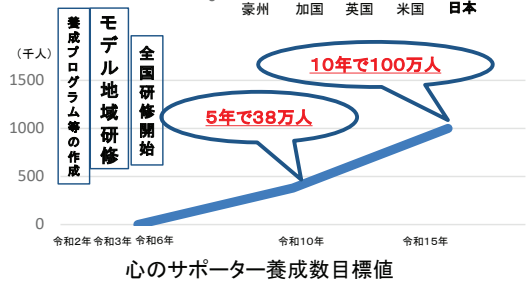 豪州 加国 英国 米国 日本
(千人)
養成プログラム等の作成
モデル地域研修
全国研修開始
10年で100万人
5年で38万人
1500
1000
500
0
令和2年 令和3年 令和6年 令和10年 令和15年
心のサポーター養成数目標値